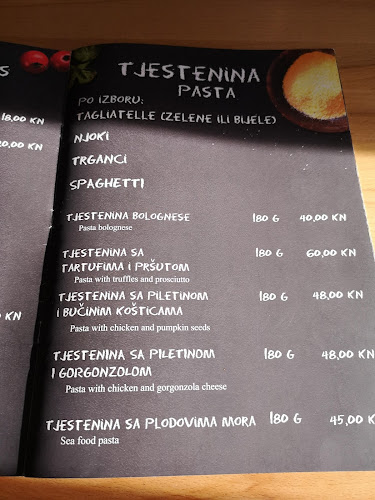 S
18,00 KN
20,00 KN
KN
TJESTENINA
PASTA
PO IZBORU:
TAGLIATELLE (ZELENE ILI BIJELE)
NJOKI
TRGANCI
SPAGHETTI
TJESTENINA BOLOGNESE 180 G 40,00 KN
Pasta bolognese
TJESTENINA SA 180 G 60,00 KN
TARTUFIMA I PRŠUTOM
Pasta with truffles and prosciutto
TJESTENINA SA PILETINOM 180 G 48,00 KN
I BUČINIM KOŠTICAMA
Pasta with chicken and pumpkin seeds
TJESTENINA SA PILETINOM 180 G 48,00 KN
I GORGONZOLOM
Pasta with chicken and gorgonzola cheese
TJESTENINA SA PLODOVIMA MORA 180 G 45,00 KN
Sea food pasta